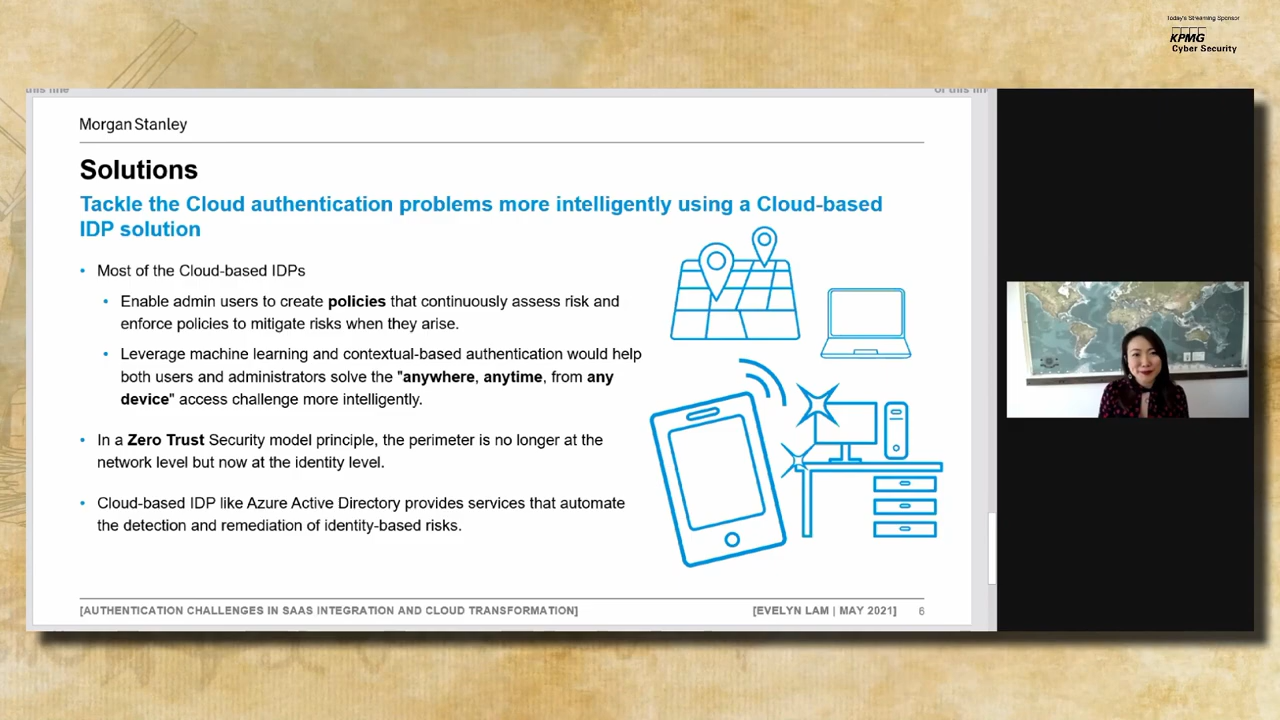 Today's Streaming Sponsor
KPMG
Cyber Security
this line
Morgan Stanley
Solutions
Tackle the Cloud authentication problems more intelligently using a Cloud-based
IDP solution
• Most of the Cloud-based IDPs
• Enable admin users to create policies that continuously assess risk and
enforce policies to mitigate risks when they arise.
• Leverage machine learning and contextual-based authentication would help
both users and administrators solve the "anywhere, anytime, from any
device" access challenge more intelligently.
• In a Zero Trust Security model principle, the perimeter is no longer at the
network level but now at the identity level.
• Cloud-based IDP like Azure Active Directory provides services that automate
the detection and remediation of identity-based risks.
[AUTHENTICATION CHALLENGES IN SAAS INTEGRATION AND CLOUD TRANSFORMATION]
[EVELYN LAM | MAY 2021]
6